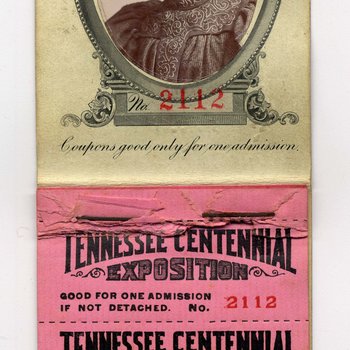 No. 2112
Coupons good only for one admission.
TENNESSEE CENTENNIAL
EXPOSITION
GOOD FOR ONE ADMISSION
IF NOT DETACHED. No. 2112
TENNESSEE CENTENNIAL